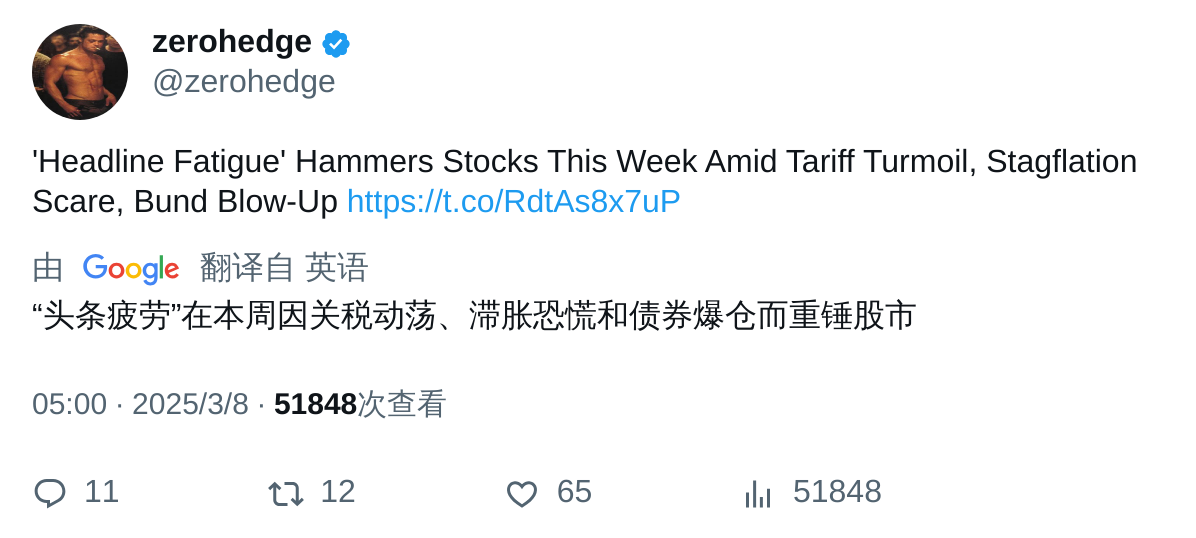 zerohedge
@zerohedge
'Headline Fatigue' Hammers Stocks This Week Amid Tariff Turmoil, Stagflation
Scare, Bund Blow-Up https://t.co/RdtAs8x7uP
由 Google 翻译自 英语
“头条疲劳”在本周因关税动荡、滞胀恐慌和债券爆仓而重锤股市
05:00 · 2025/3/8 · 51848次查看
11 12 65 51848